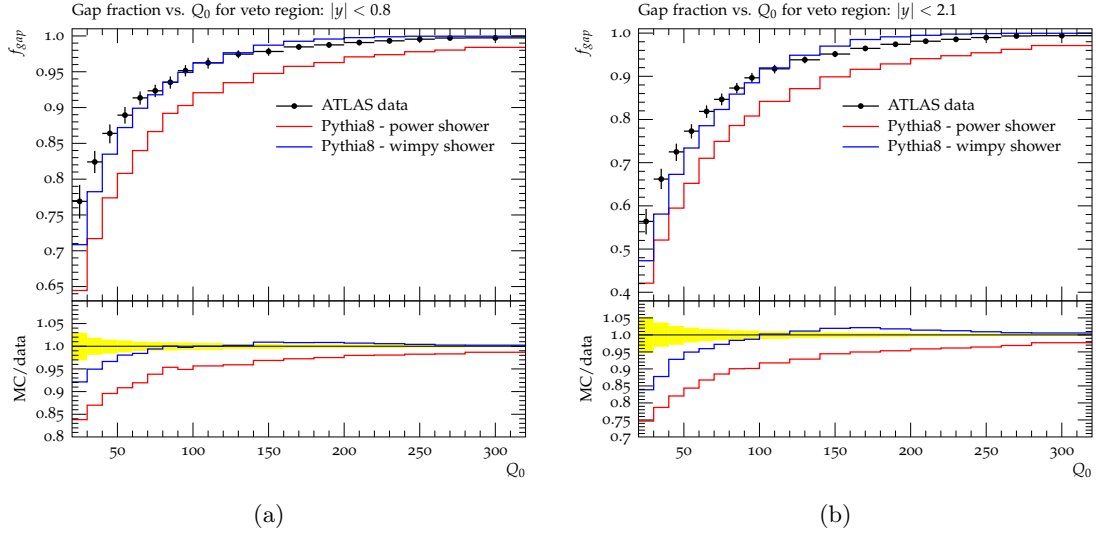 Gap fraction vs. Q0 for veto region: |y| < 0.8
fgap
1.0
0.95
0.9
0.85
0.8
0.75
0.7
0.65
ATLAS data
Pythia8 - power shower
Pythia8 - wimpy shower
MC/data
1.05
1.0
0.95
0.9
0.85
0.8
50 100 150 200 250 300
Q0
(a)
Gap fraction vs. Q0 for veto region: |y| < 2.1
fgap
1.0
0.9
0.8
0.7
0.6
0.5
0.4
ATLAS data
Pythia8 - power shower
Pythia8 - wimpy shower
MC/data
1.05
1.0
0.95
0.9
0.85
0.8
0.75
0.7
50 100 150 200 250 300
Q0
(b)